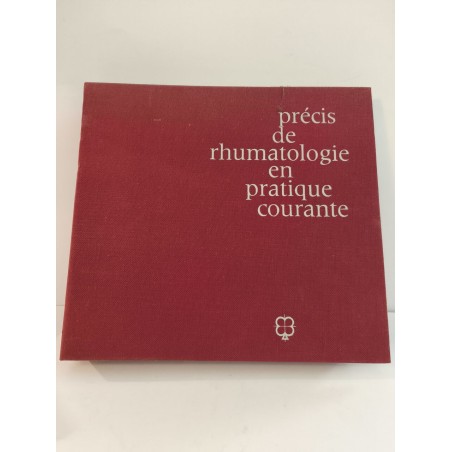 précis
de
rhumatologie
en
pratique
courante